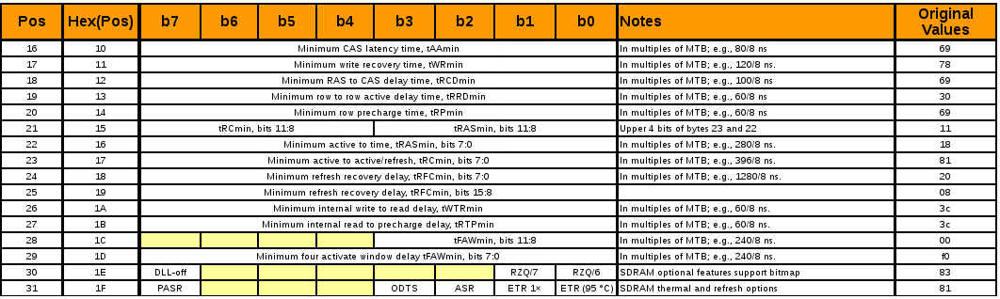 Pos Hex(Pos) b7 b6 b5 b4 b3 b2 b1 b0 Notes Original Values
16 10 Minimum CAS latency time, tAAmin In multiples of MTB; e.g., 80/8 ns 69
17 11 Minimum write recovery time, tWRmin In multiples of MTB; e.g., 120/8 ns. 78
18 12 Minimum RAS to CAS delay time, tRCDmin In multiples of MTB; e.g., 100/8 ns 69
19 13 Minimum row to row active delay time, tRRDmin In multiples of MTB; e.g., 60/8 ns 30
20 14 Minimum row precharge time, tRPmin In multiples of MTB; e.g., 60/8 ns 69
21 15 tRCmin, bits 11:8 tRASmin, bits 11:8 Upper 4 bits of bytes 23 and 22 11
22 16 Minimum active to time, tRASmin, bits 7:0 In multiples of MTB; e.g., 280/8 ns. 18
23 17 Minimum active to active/refresh, tRCmin, bits 7:0 In multiples of MTB; e.g., 396/8 ns. 81
24 18 Minimum refresh recovery delay, tRFCmin, bits 7:0 In multiples of MTB; e.g., 1280/8 ns. 20
25 19 Minimum refresh recovery delay, tRFCmin, bits 15:8 08
26 1A Minimum internal write to read delay, tWTRmin In multiples of MTB; e.g., 60/8 ns. 3c
27 1B Minimum internal read to precharge delay, tRTPmin In multiples of MTB; e.g., 60/8 ns. 3c
28 1C tFAWmin, bits 11:8 In multiples of MTB; e.g., 240/8 ns. 00
29 1D Minimum four activate window delay tFAWmin, bits 7:0 In multiples of MTB; e.g., 240/8 ns. f0
30 1E DLL-off RZQ/7 RZQ/6 SDRAM optional features support bitmap 83
31 1F PASR ODTS ASR ETR 1× ETR (95 °C) SDRAM thermal and refresh options 81